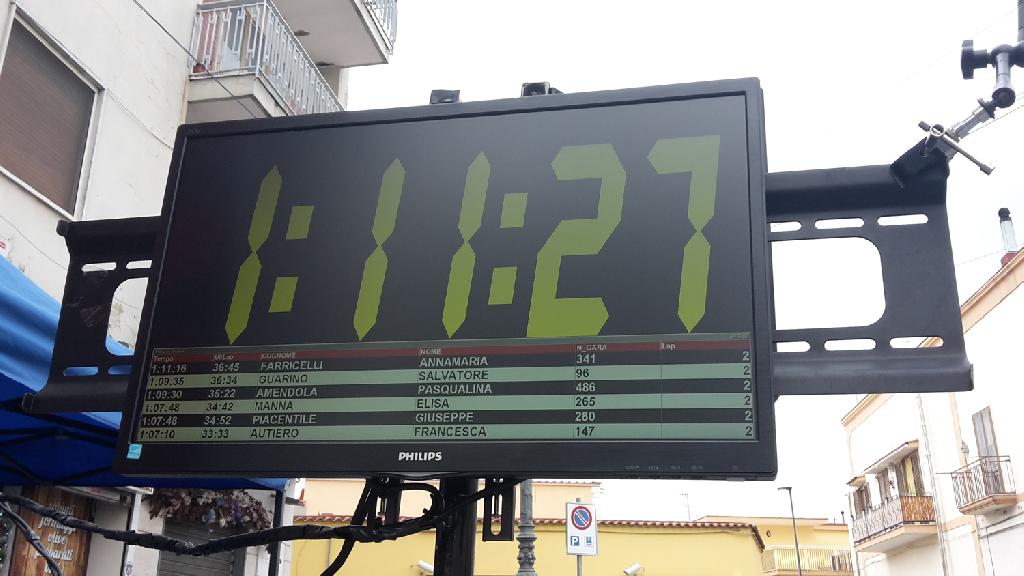 1:11:27
Tempo UltLap COGNOME NOME N_GARA Lap
1:11:16 36:45 FARRICELLI ANNAMARIA 341 2
1:09:35 36:34 GUARINO SALVATORE 96 2
1:09:30 35:22 AMENDOLA PASQUALINA 486 2
1:07:48 34:42 MANNA ELISA 265 2
1:07:48 34:52 PIACENTILE GIUSEPPE 280 2
1:07:10 33:33 AUTIERO FRANCESCA 147 2
PHILIPS
P
formaggi
olive